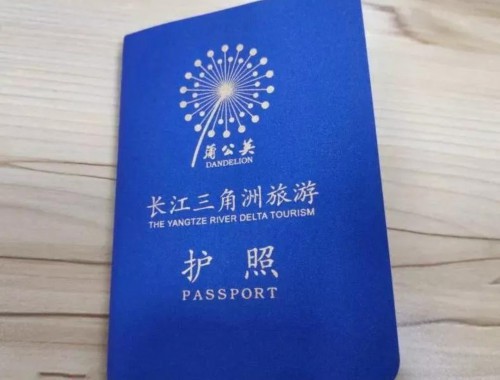 蒲公英
DANDELION
长江三角洲旅游
THE YANGTZE RIVER DELTA TOURISM
护照
PASSPORT